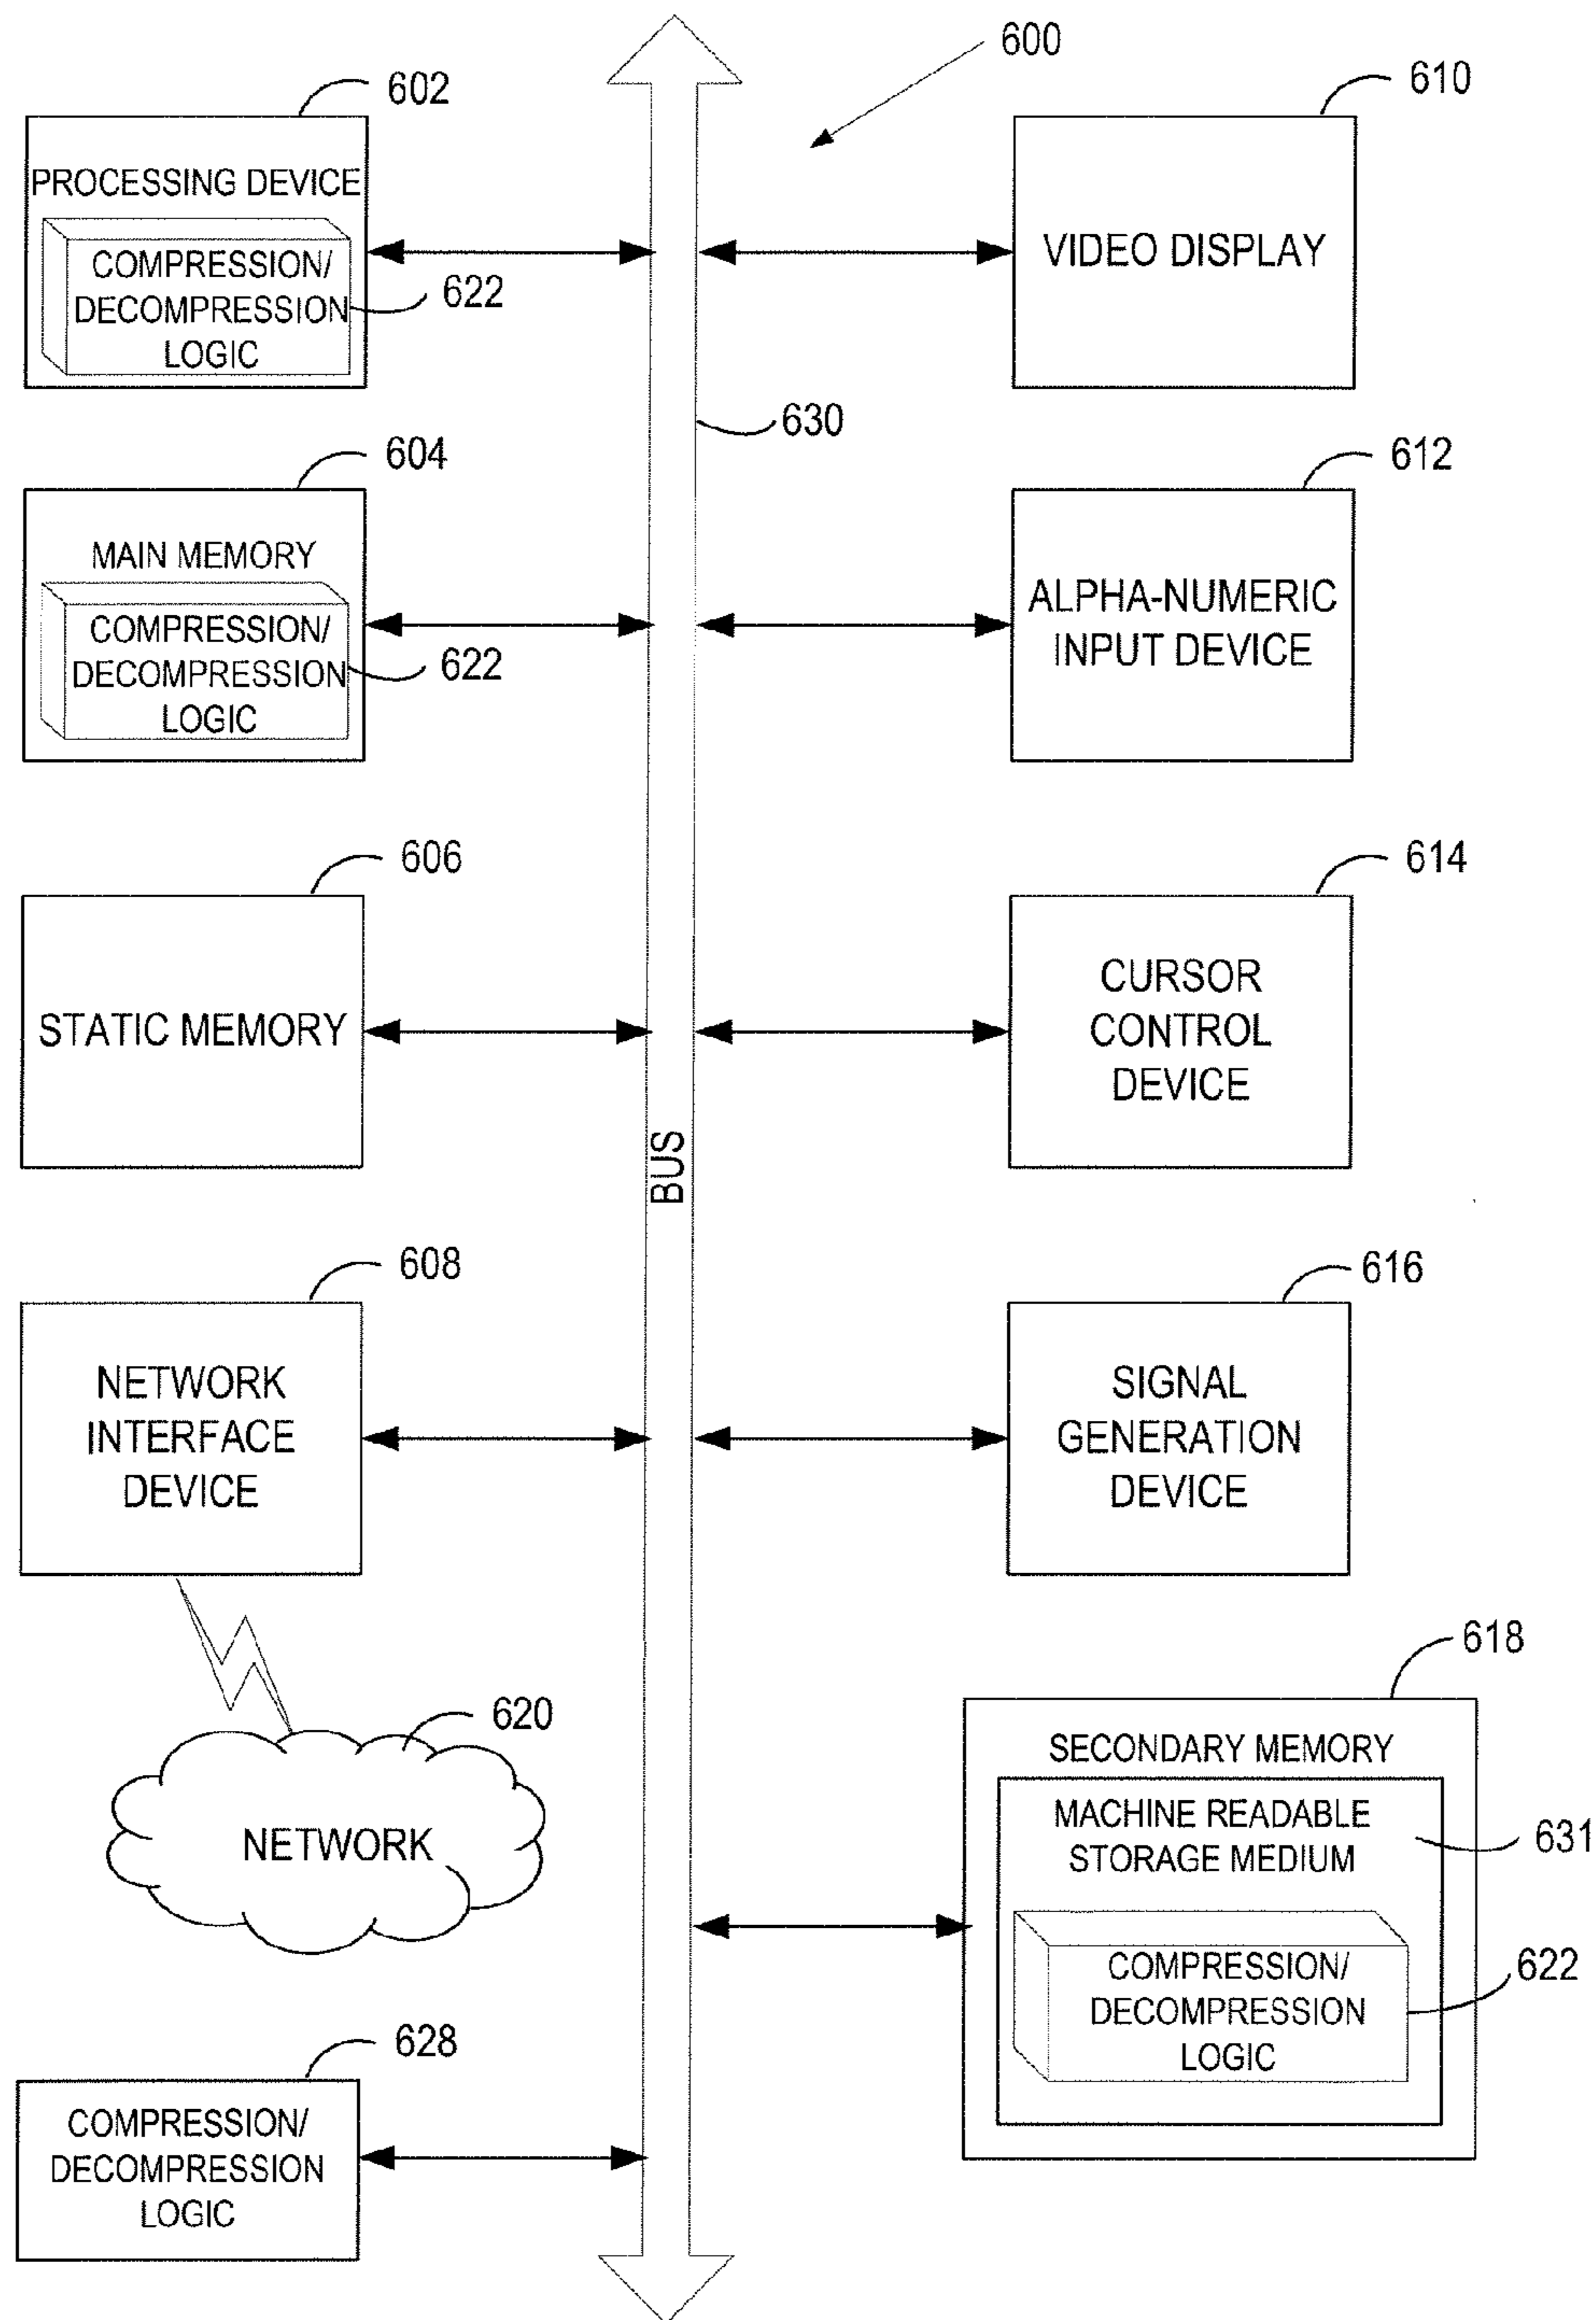 600
602
PROCESSING DEVICE
COMPRESSION/
DECOMPRESSION
LOGIC
622
610
VIDEO DISPLAY
630
604
MAIN MEMORY
COMPRESSION/
DECOMPRESSION
LOGIC
622
612
ALPHA-NUMERIC
INPUT DEVICE
606
STATIC MEMORY
614
CURSOR
CONTROL
DEVICE
BUS
608
NETWORK
INTERFACE
DEVICE
616
SIGNAL
GENERATION
DEVICE
620
NETWORK
618
SECONDARY MEMORY
MACHINE READABLE
STORAGE MEDIUM
631
COMPRESSION/
DECOMPRESSION
LOGIC
622
628
COMPRESSION/
DECOMPRESSION
LOGIC